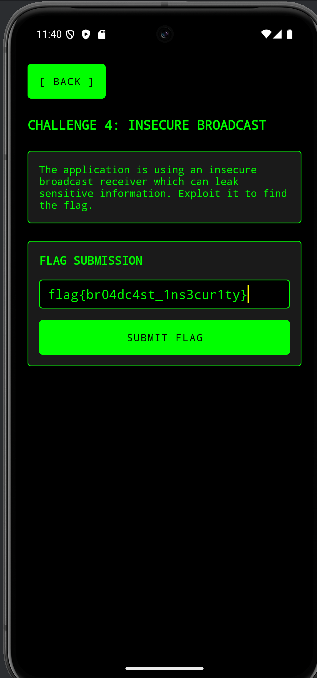 11:40
[ BACK ]
CHALLENGE 4: INSECURE BROADCAST
The application is using an insecure
broadcast receiver which can leak
sensitive information. Exploit it to find
the flag.
FLAG SUBMISSION
flag{br04dc4st_1ns3cur1ty}
SUBMIT FLAG